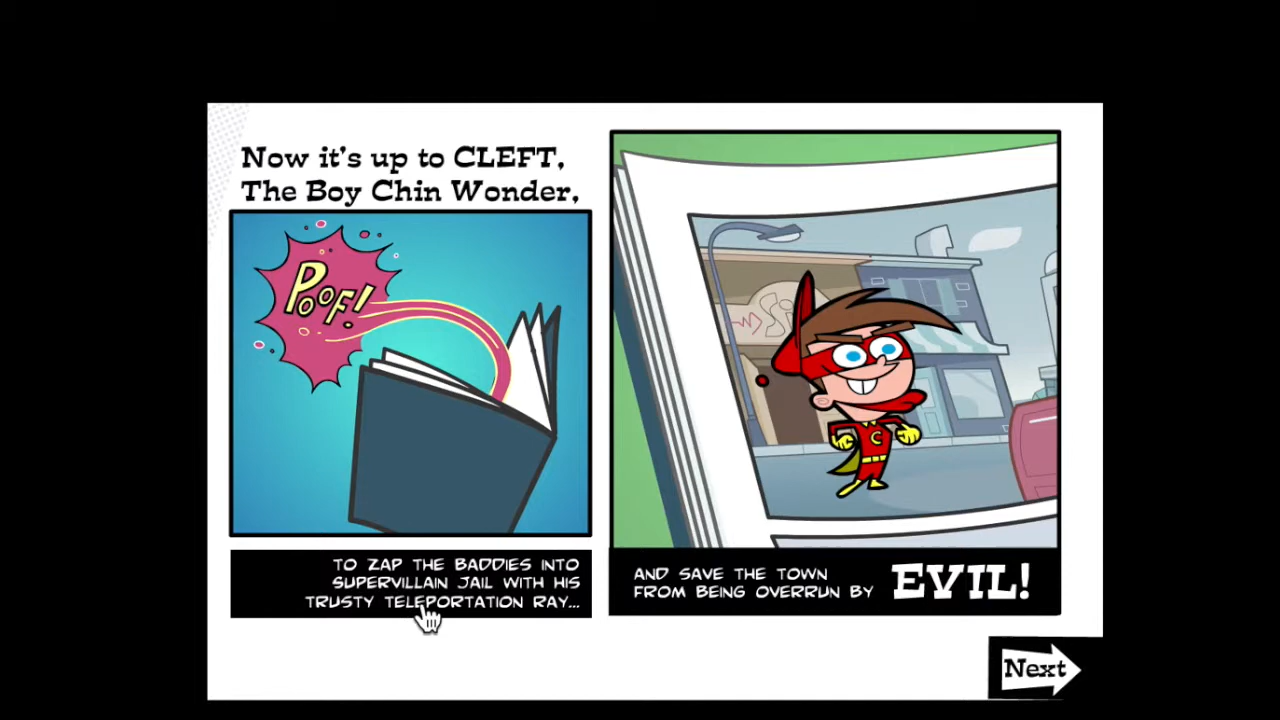 Now it's up to CLEFT,
The Boy Chin Wonder,
POOF!
TO ZAP THE BADDIES INTO
SUPERVILLAIN JAIL WITH HIS
TRUSTY TELEPORTATION RAY...
C
AND SAVE THE TOWN
FROM BEING OVERRUN BY
EVIL!
Next